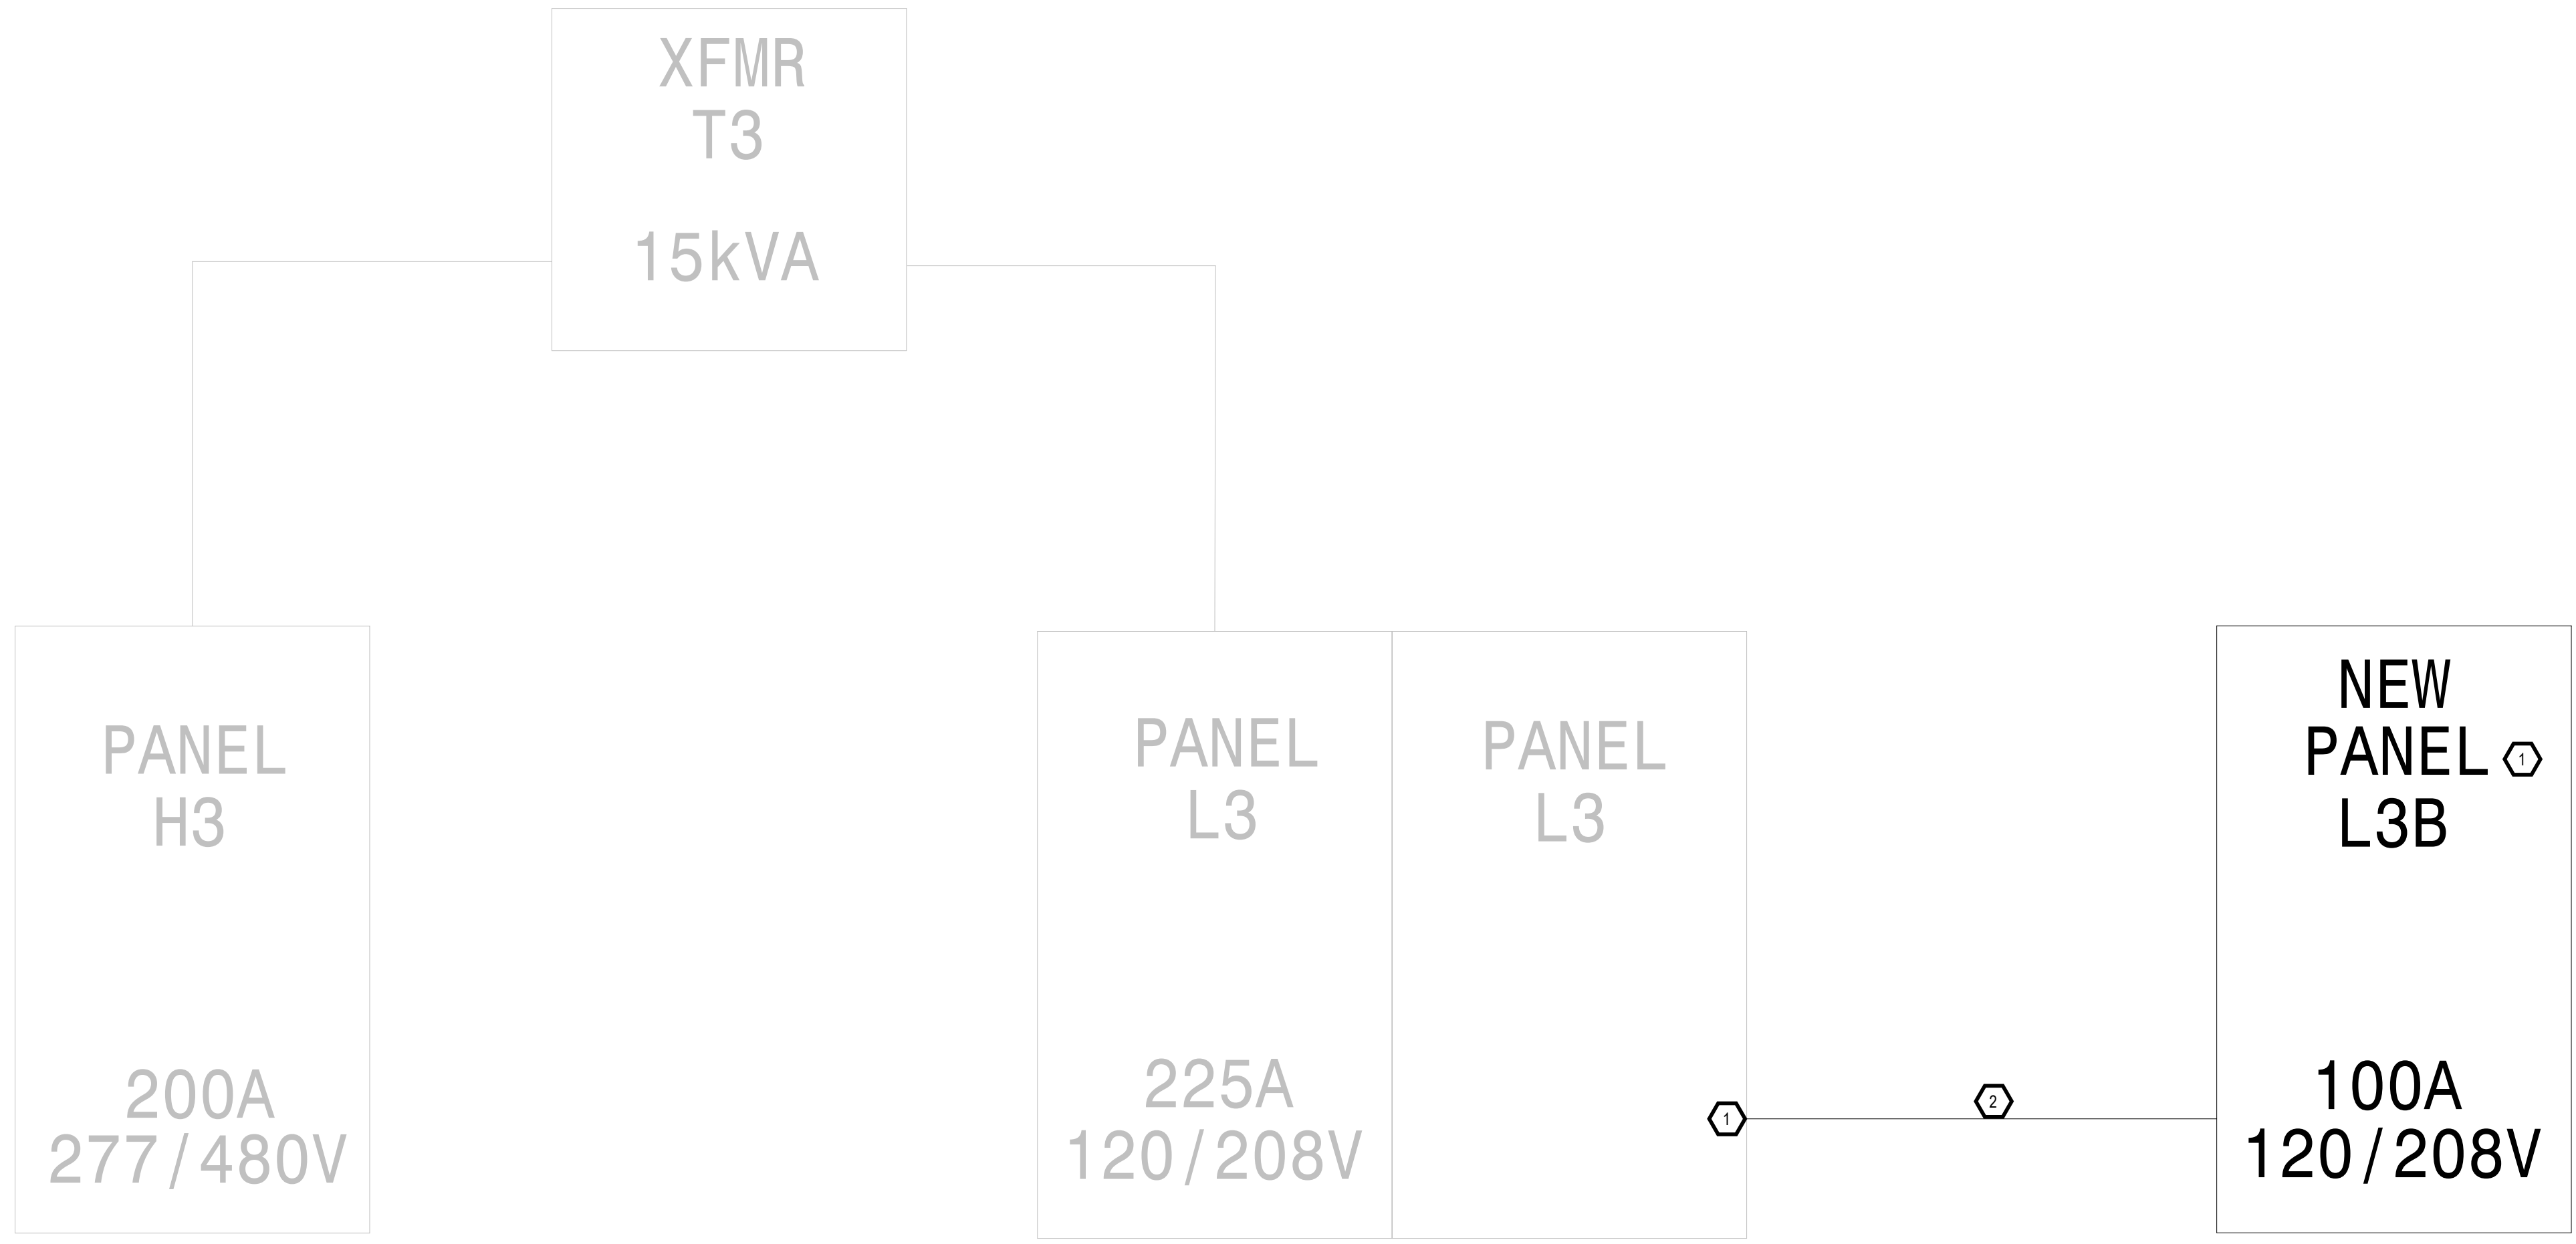 XFMR
T3
15kVA
PANEL
H3
200A
277/480V
PANEL
L3
225A
120/208V
PANEL
L3
1
2
NEW
PANEL 1
L3B
100A
120/208V